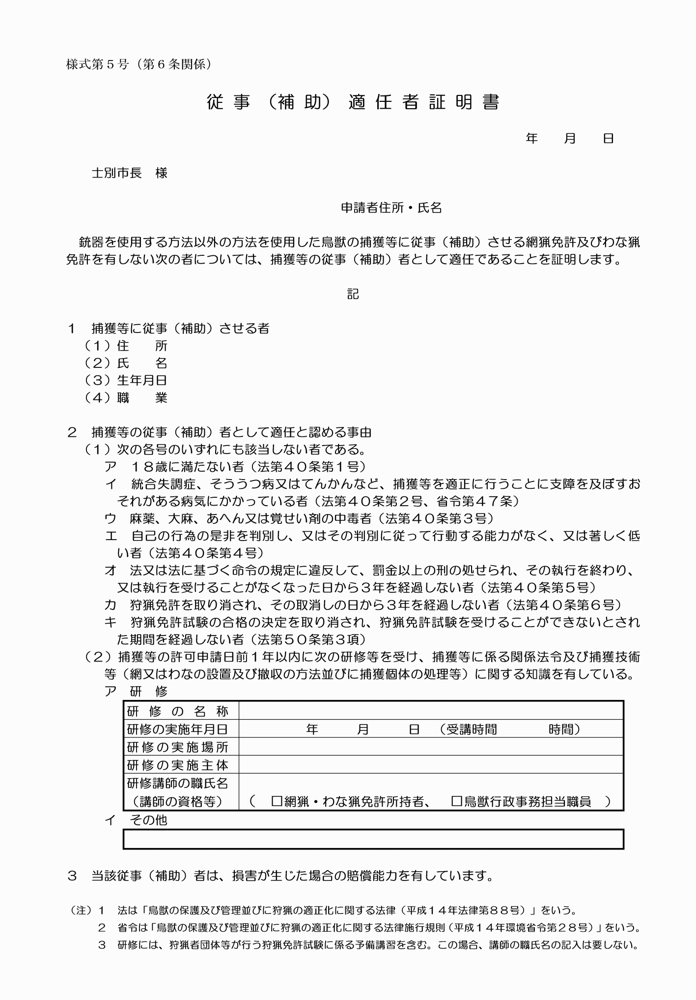 様式第５号（第６条関係）
従事（補助）適任者証明書
年　　月　　日
士別市長　様
申請者住所・氏名
銃器を使用する方法以外の方法を使用した鳥獣の捕獲等に従事（補助）させる網猟免許及びわな猟
免許を有しない次の者については、捕獲等の従事（補助）者として適任であることを証明します。
記
１　捕獲等に従事（補助）させる者
（１）住　　所
（２）氏　　名
（３）生年月日
（４）職　　業
２　捕獲等の従事（補助）者として適任と認める事由
（１）次の各号のいずれにも該当しない者である。
ア　１８歳に満たない者（法第４０条第１号）
イ　統合失調症、そううつ病又はてんかんなど、捕獲等を適正に行うことに支障を及ぼすお
それがある病気にかかっている者（法第４０条第２号、省令第４７条）
ウ　麻薬、大麻、あへん又は覚せい剤の中毒者（法第４０条第３号）
エ　自己の行為の是非を判別し、又はその判別に従って行動する能力がなく、又は著しく低
い者（法第４０条第４号）
オ　法又は法に基づく命令の規定に違反して、罰金以上の刑の処せられ、その執行を終わり、
又は執行を受けることがなくなった日から３年を経過しない者（法第４０条第５号）
カ　狩猟免許を取り消され、その取消しの日から３年を経過しない者（法第４０条第６号）
キ　狩猟免許試験の合格の決定を取り消され、狩猟免許試験を受けることができないとされ
た期間を経過しない者（法第５０条第３項）
（２）捕獲等の許可申請日前１年以内に次の研修等を受け、捕獲等に係る関係法令及び捕獲技術
等（網又はわなの設置及び撤収の方法並びに捕獲個体の処理等）に関する知識を有している。
ア　研　修
研修の名称
研修の実施年月日　　年　　月　　日　（受講時間　　　　時間）
研修の実施場所
研修の実施主体
研修講師の職氏名
（講師の資格等）　（　□網猟・わな猟免許所持者、　□鳥獣行政事務担当職員　）
イ　その他
３　当該従事（補助）者は、損害が生じた場合の賠償能力を有しています。
（注）１　法は「鳥獣の保護及び管理並びに狩猟の適正化に関する法律（平成１４年法律第８８号）」をいう。
２　省令は「鳥獣の保護及び管理並びに狩猟の適正化に関する法律施行規則（平成１４年環境省令第２８号）」をいう。
３　研修には、狩猟者団体等が行う狩猟免許試験に係る予備講習を含む。この場合、講師の職氏名の記入は要しない。